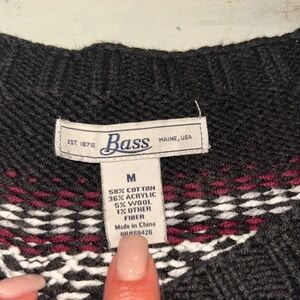 EST. 1876 Bass MAINE, USA
M
58% COTTON
36% ACRYLIC
5% WOOL
1% OTHER
FIBER
Made in China